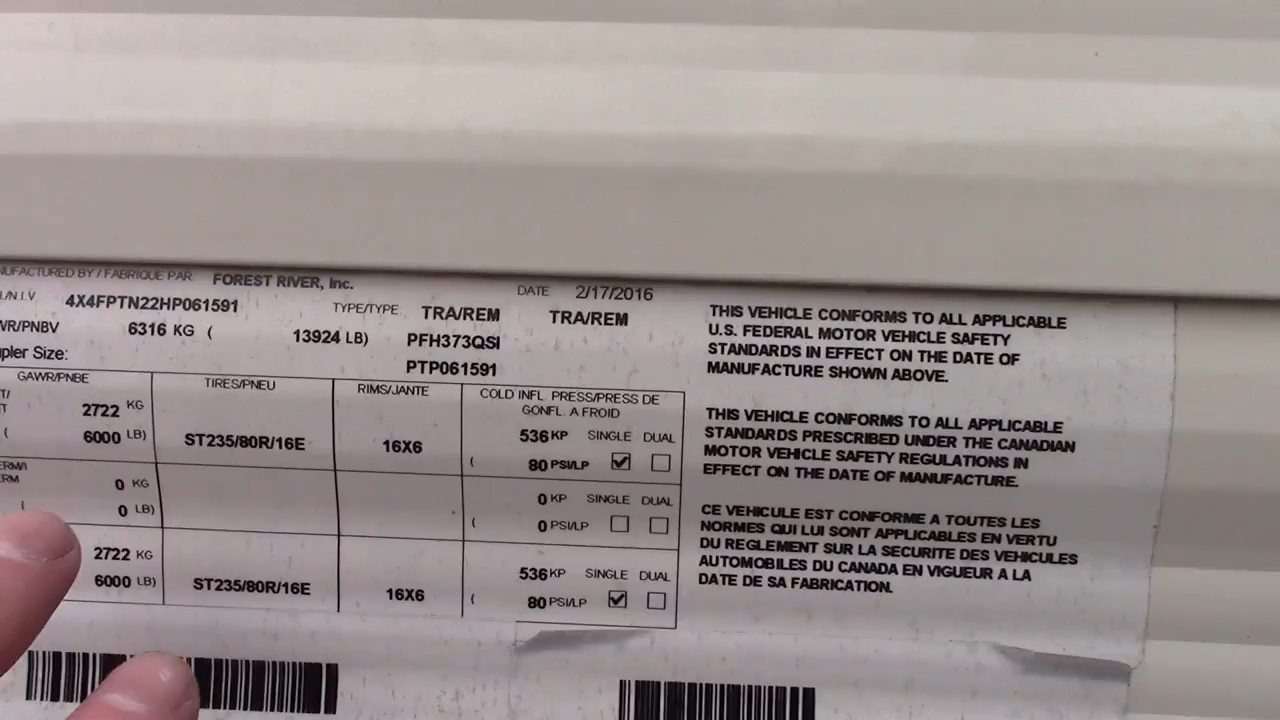 NUFACTURED BY / FABRIQUE PAR FOREST RIVER, Inc. DATE 2/17/2016
./N.I.V 4X4FPTN22HP061591 TYPE/TYPE TRA/REM TRA/REM
WR/PNBV 6316 KG ( 13924 LB) PFH373QSI
pler Size: PTP061591
GAWR/PNBE TIRES/PNEU RIMS/JANTE COLD INFL. PRESS/PRESS DE
GONFL. A FROID
T/
T 2722 KG
( 6000 LB) ST235/80R/16E 16X6 536 KP SINGLE DUAL
( 80 PSI/LP
ERM/I
ERM 0 KG 0 KP SINGLE DUAL
( 0 LB) ( 0 PSI/LP
2722 KG 536 KP SINGLE DUAL
6000 LB) ST235/80R/16E 16X6 ( 80 PSI/LP
THIS VEHICLE CONFORMS TO ALL APPLICABLE
U.S. FEDERAL MOTOR VEHICLE SAFETY
STANDARDS IN EFFECT ON THE DATE OF
MANUFACTURE SHOWN ABOVE.
THIS VEHICLE CONFORMS TO ALL APPLICABLE
STANDARDS PRESCRIBED UNDER THE CANADIAN
MOTOR VEHICLE SAFETY REGULATIONS IN
EFFECT ON THE DATE OF MANUFACTURE.
CE VEHICULE EST CONFORME A TOUTES LES
NORMES QUI LUI SONT APPLICABLES EN VERTU
DU REGLEMENT SUR LA SECURITE DES VEHICULES
AUTOMOBILES DU CANADA EN VIGUEUR A LA
DATE DE SA FABRICATION.